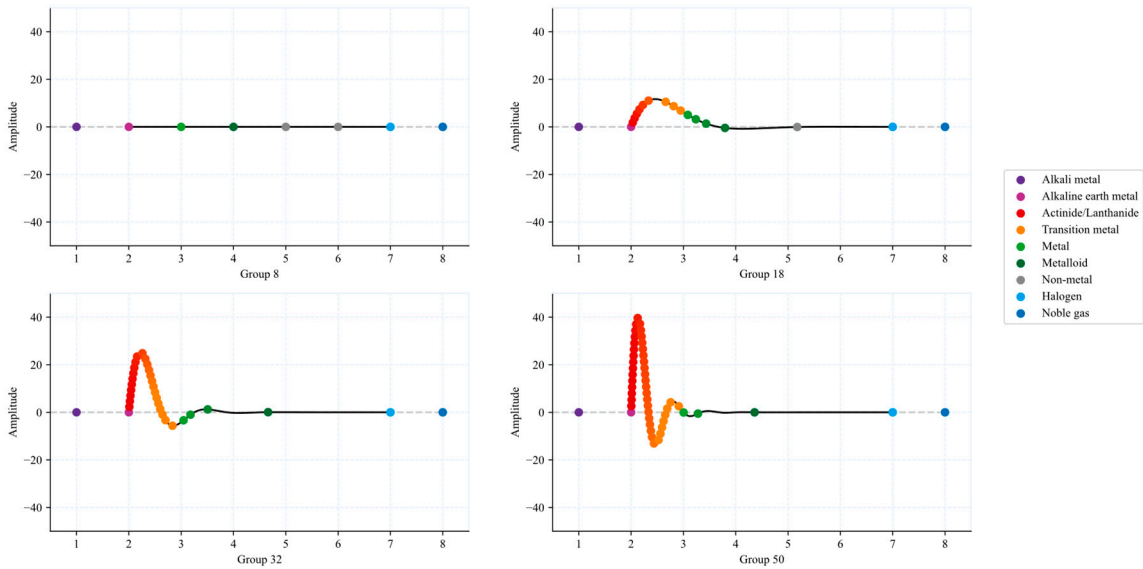 40
20
0
−20
−40
Amplitude
1 2 3 4 5 6 7 8
Group 8
40
20
0
−20
−40
Amplitude
1 2 3 4 5 6 7 8
Group 18
40
20
0
−20
−40
Amplitude
1 2 3 4 5 6 7 8
Group 32
40
20
0
−20
−40
Amplitude
1 2 3 4 5 6 7 8
Group 50
Alkali metal
Alkaline earth metal
Actinide/Lanthanide
Transition metal
Metal
Metalloid
Non-metal
Halogen
Noble gas